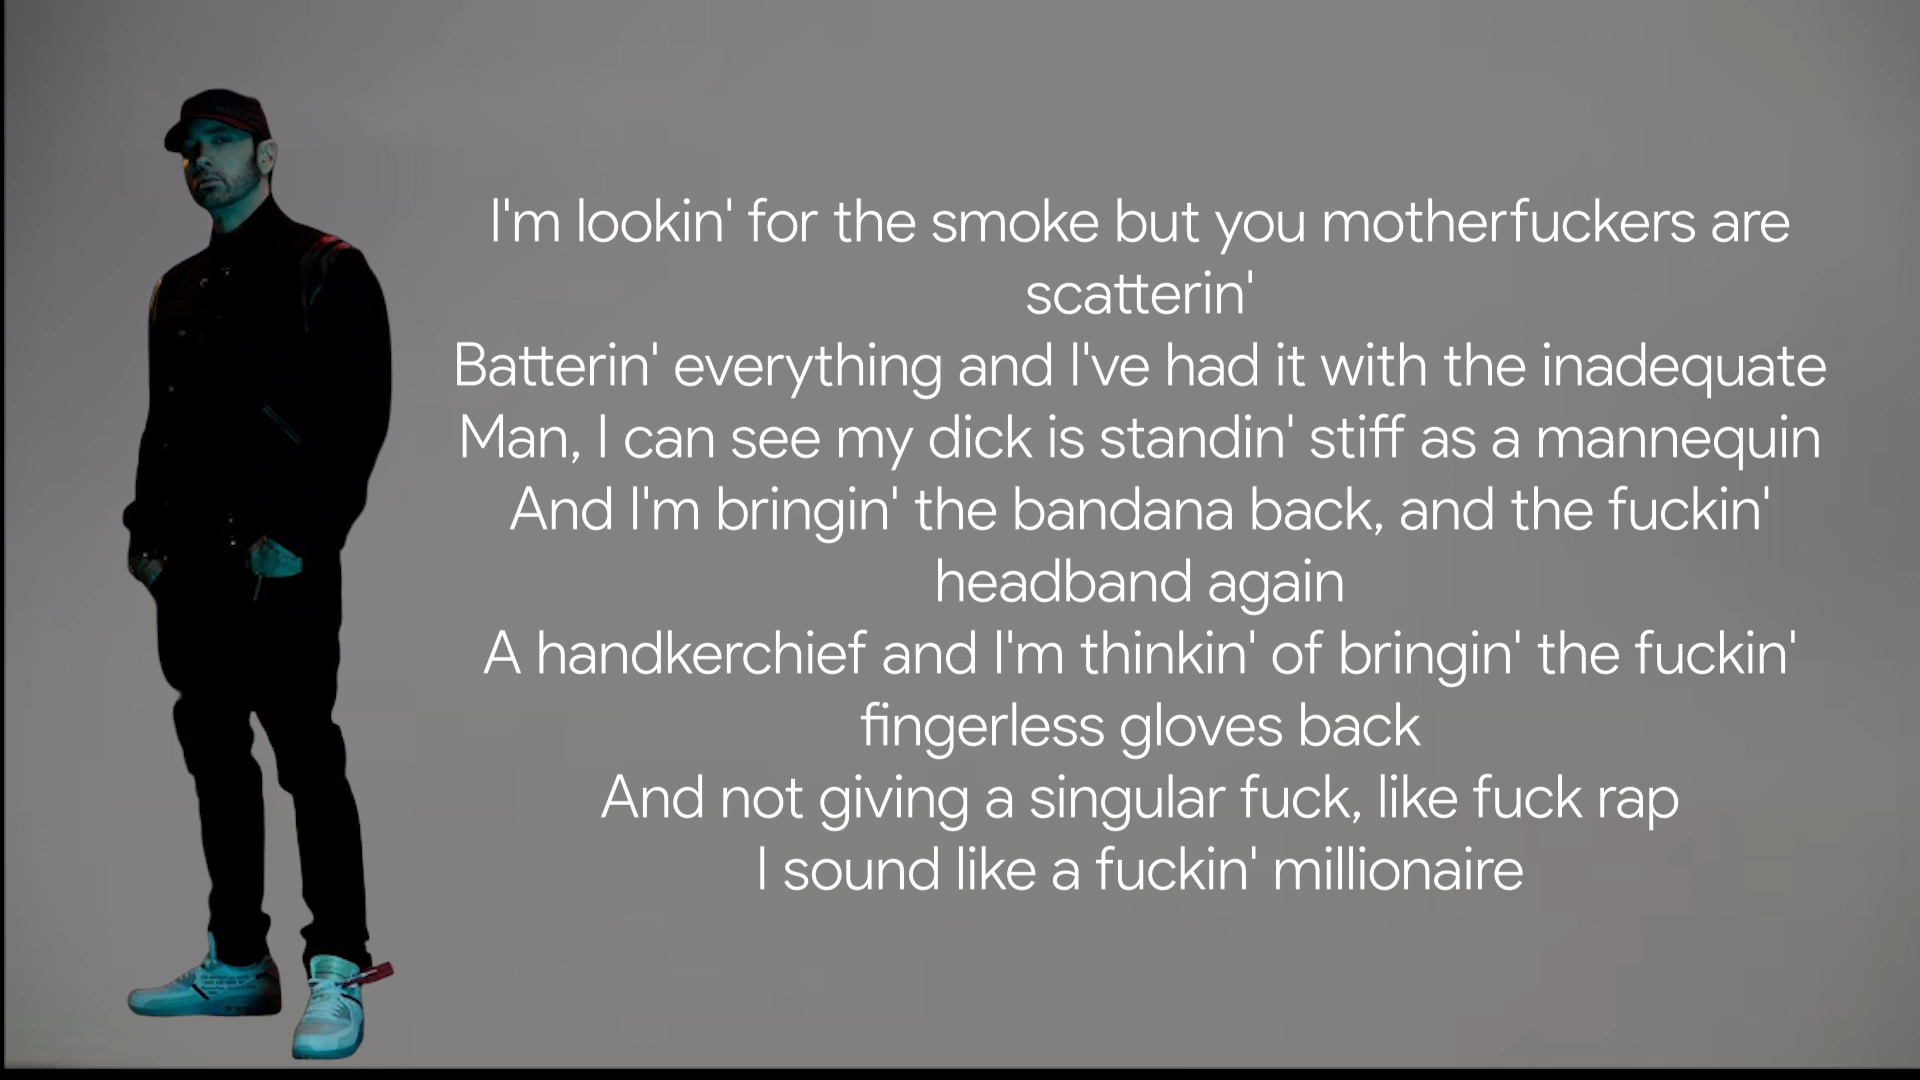 I'm lookin' for the smoke but you motherfuckers are
scatterin'
Batterin' everything and I've had it with the inadequate
Man, I can see my dick is standin' stiff as a mannequin
And I'm bringin' the bandana back, and the fuckin'
headband again
A handkerchief and I'm thinkin' of bringin' the fuckin'
fingerless gloves back
And not giving a singular fuck, like fuck rap
I sound like a fuckin' millionaire